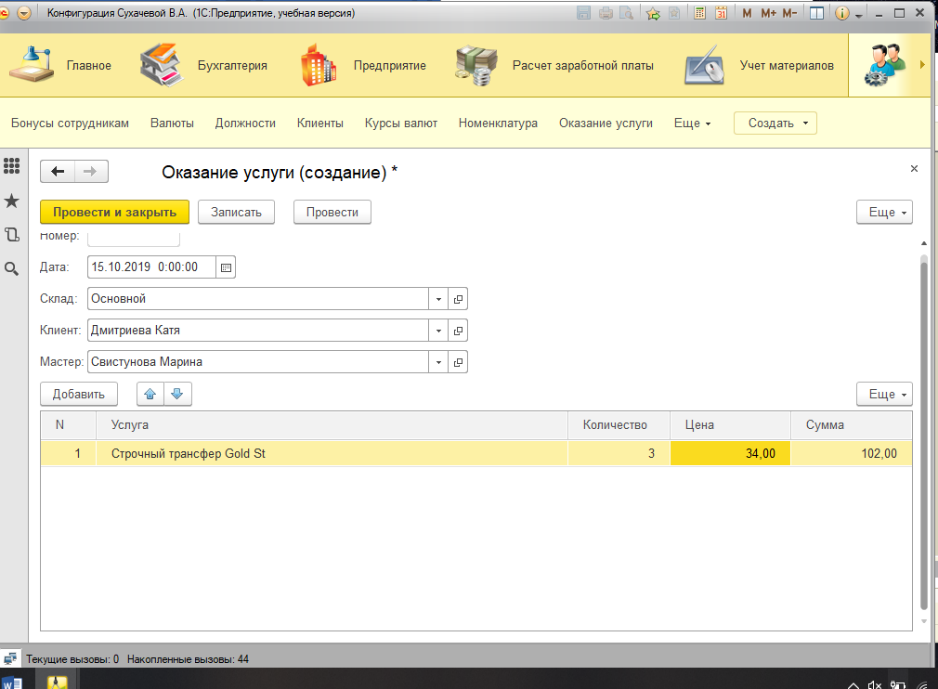 Конфигурация Сухачевой В.А. (1С:Предприятие, учебная версия)
31 M M+ M-
Главное Бухгалтерия Предприятие Расчет заработной платы Учет материалов
Бонусы сотрудникам Валюты Должности Клиенты Курсы валют Номенклатура Оказание услуги Еще Создать
Оказание услуги (создание) *
Провести и закрыть Записать Провести Еще
Номер:
Дата: 15.10.2019 0:00:00
Склад: Основной
Клиент: Дмитриева Катя
Мастер: Свистунова Марина
Добавить Еще
N Услуга Количество Цена Сумма
1 Строчный трансфер Gold St 3 34,00 102,00
Текущие вызовы: 0 Накопленные вызовы: 44